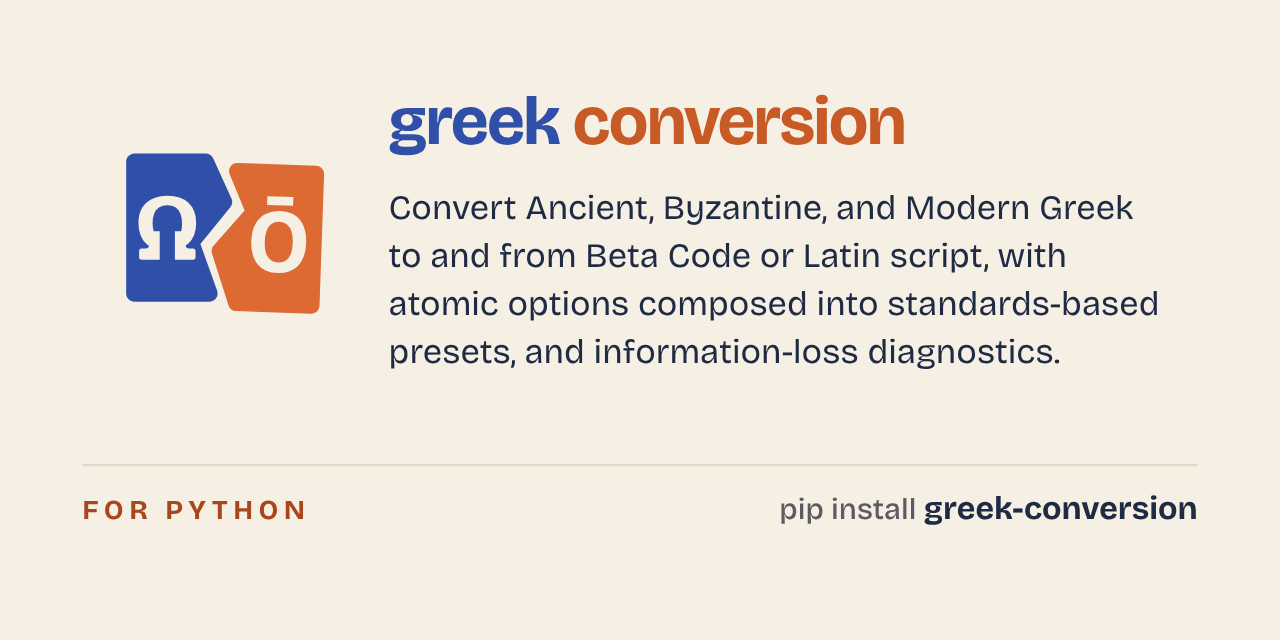 Ω Ō
greek conversion
Convert Ancient, Byzantine, and Modern Greek
to and from Beta Code or Latin script, with
atomic options composed into standards-based
presets, and information-loss diagnostics.
FOR PYTHON
pip install greek-conversion